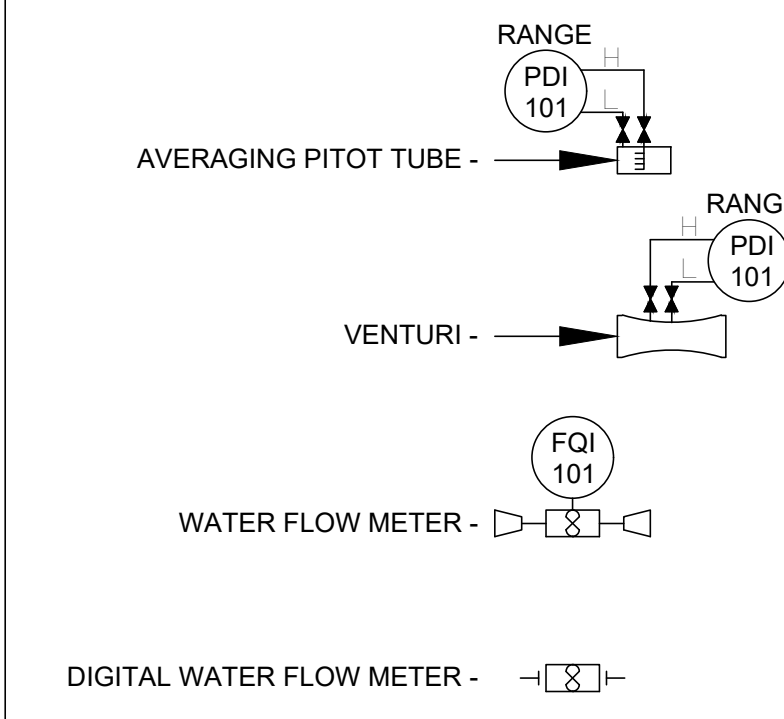 RANGE
H
PDI
101
L
AVERAGING PITOT TUBE -
RANG
H
PDI
101
L
VENTURI -
FQI
101
WATER FLOW METER -
DIGITAL WATER FLOW METER -